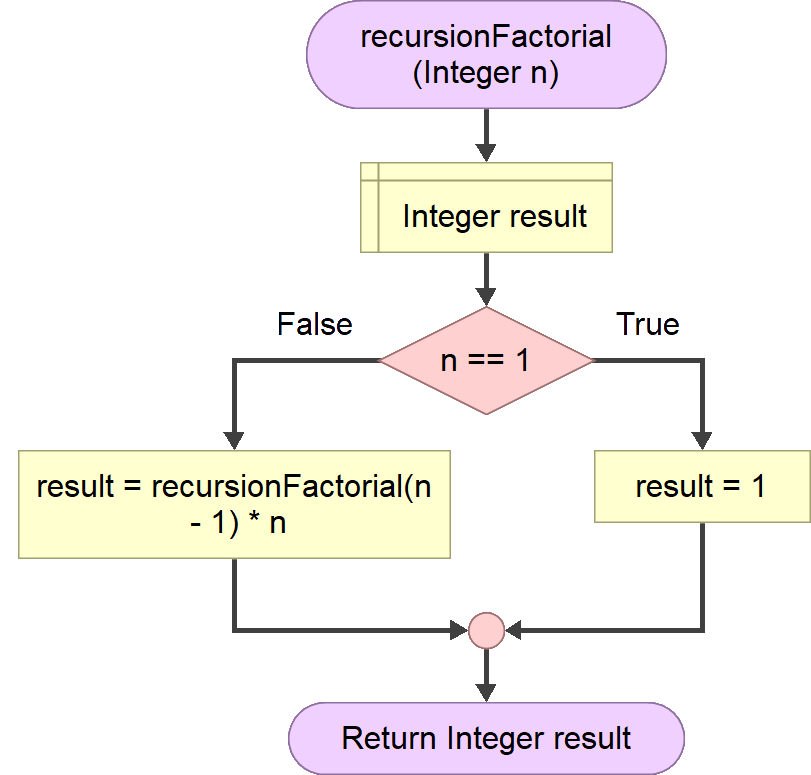 recursionFactorial
(Integer n)
Integer result
False
True
n == 1
result = recursionFactorial(n
- 1) * n
result = 1
Return Integer result